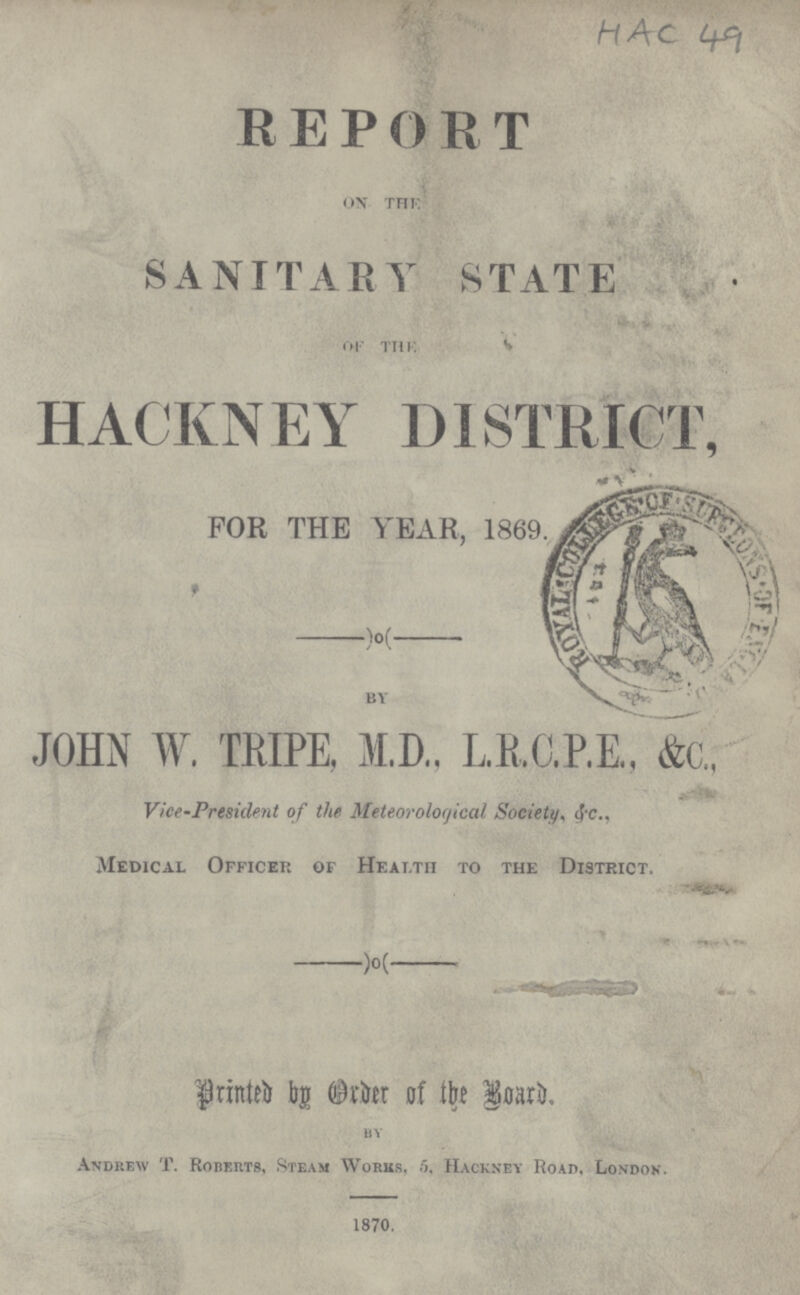 HAC 49
REPORT
ON THE
SANITARY STATE
OF THE
HACKNEY DISTRICT,
FOR THE YEAR, 1869.
ROYAL·COLLEGE·OF·SURGEONS·OF
BY
JOHN W. TRIPE, M.D., L.R.C.P.E., &c.,
Vice-President of the Meteorological Society, &c.,
MEDICAL OFFICER OF HEALTH TO THE DISTRICT.
Printed by Order of the Board.
BY
ANDREW T. ROBERTS, STEAM WORKS, 5, HACKNEY ROAD, LONDON.
1870.